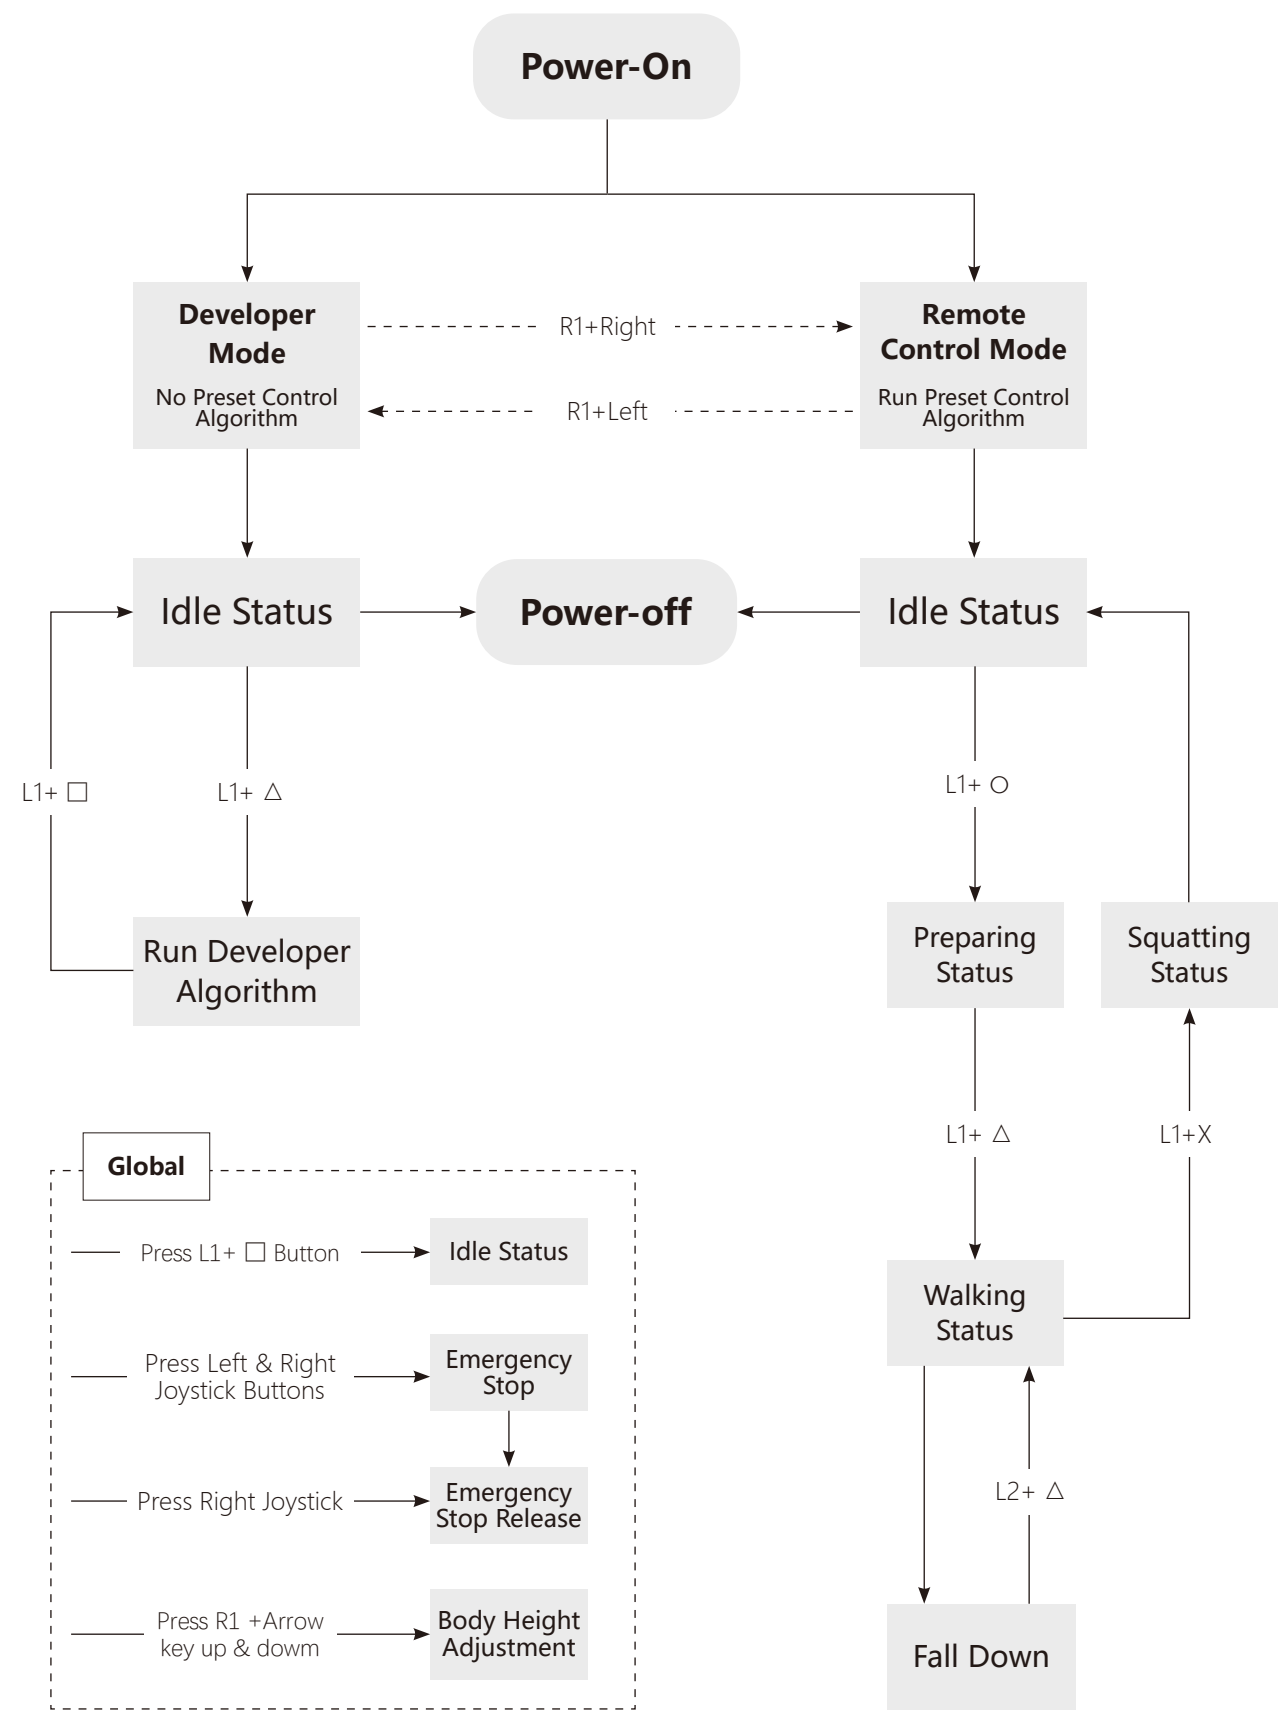 Power-On
Developer
Mode
No Preset Control
Algorithm
R1+Right
R1+Left
Remote
Control Mode
Run Preset Control
Algorithm
Idle Status
Power-off
Idle Status
L1+ □
L1+ △
L1+ ○
Run Developer
Algorithm
Preparing
Status
Squatting
Status
L1+ △
L1+X
Walking
Status
L2+ △
Fall Down
Global
Press L1+ □ Button
Idle Status
Press Left & Right
Joystick Buttons
Emergency
Stop
Press Right Joystick
Emergency
Stop Release
Press R1 +Arrow
key up & dowm
Body Height
Adjustment